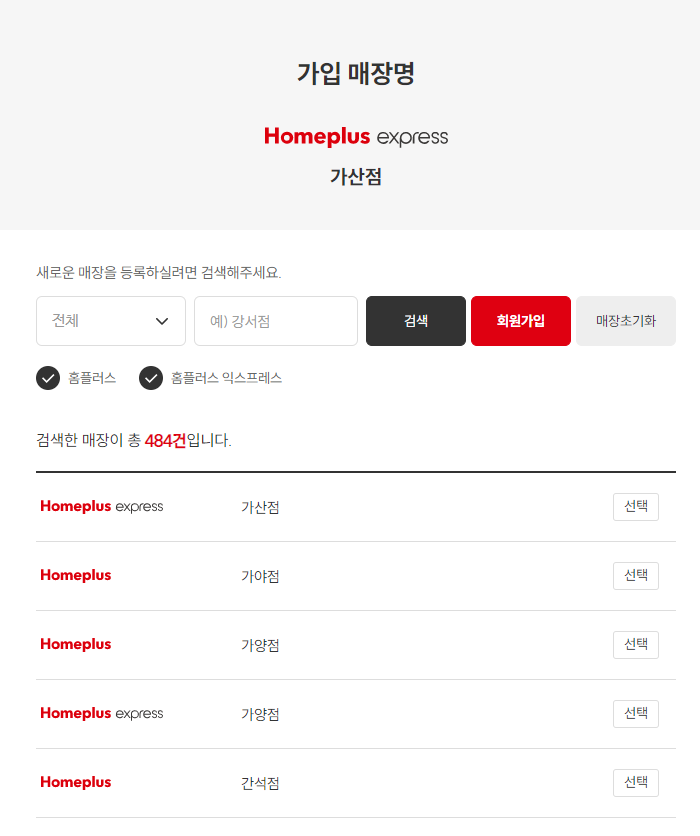 가입 매장명
Homeplus express
가산점
새로운 매장을 등록하실려면 검색해주세요.
전체 예) 강서점 검색 회원가입 매장초기화
홈플러스 홈플러스 익스프레스
검색한 매장이 총 484건입니다.
Homeplus express 가산점 선택
Homeplus 가야점 선택
Homeplus 가양점 선택
Homeplus express 가양점 선택
Homeplus 간석점 선택